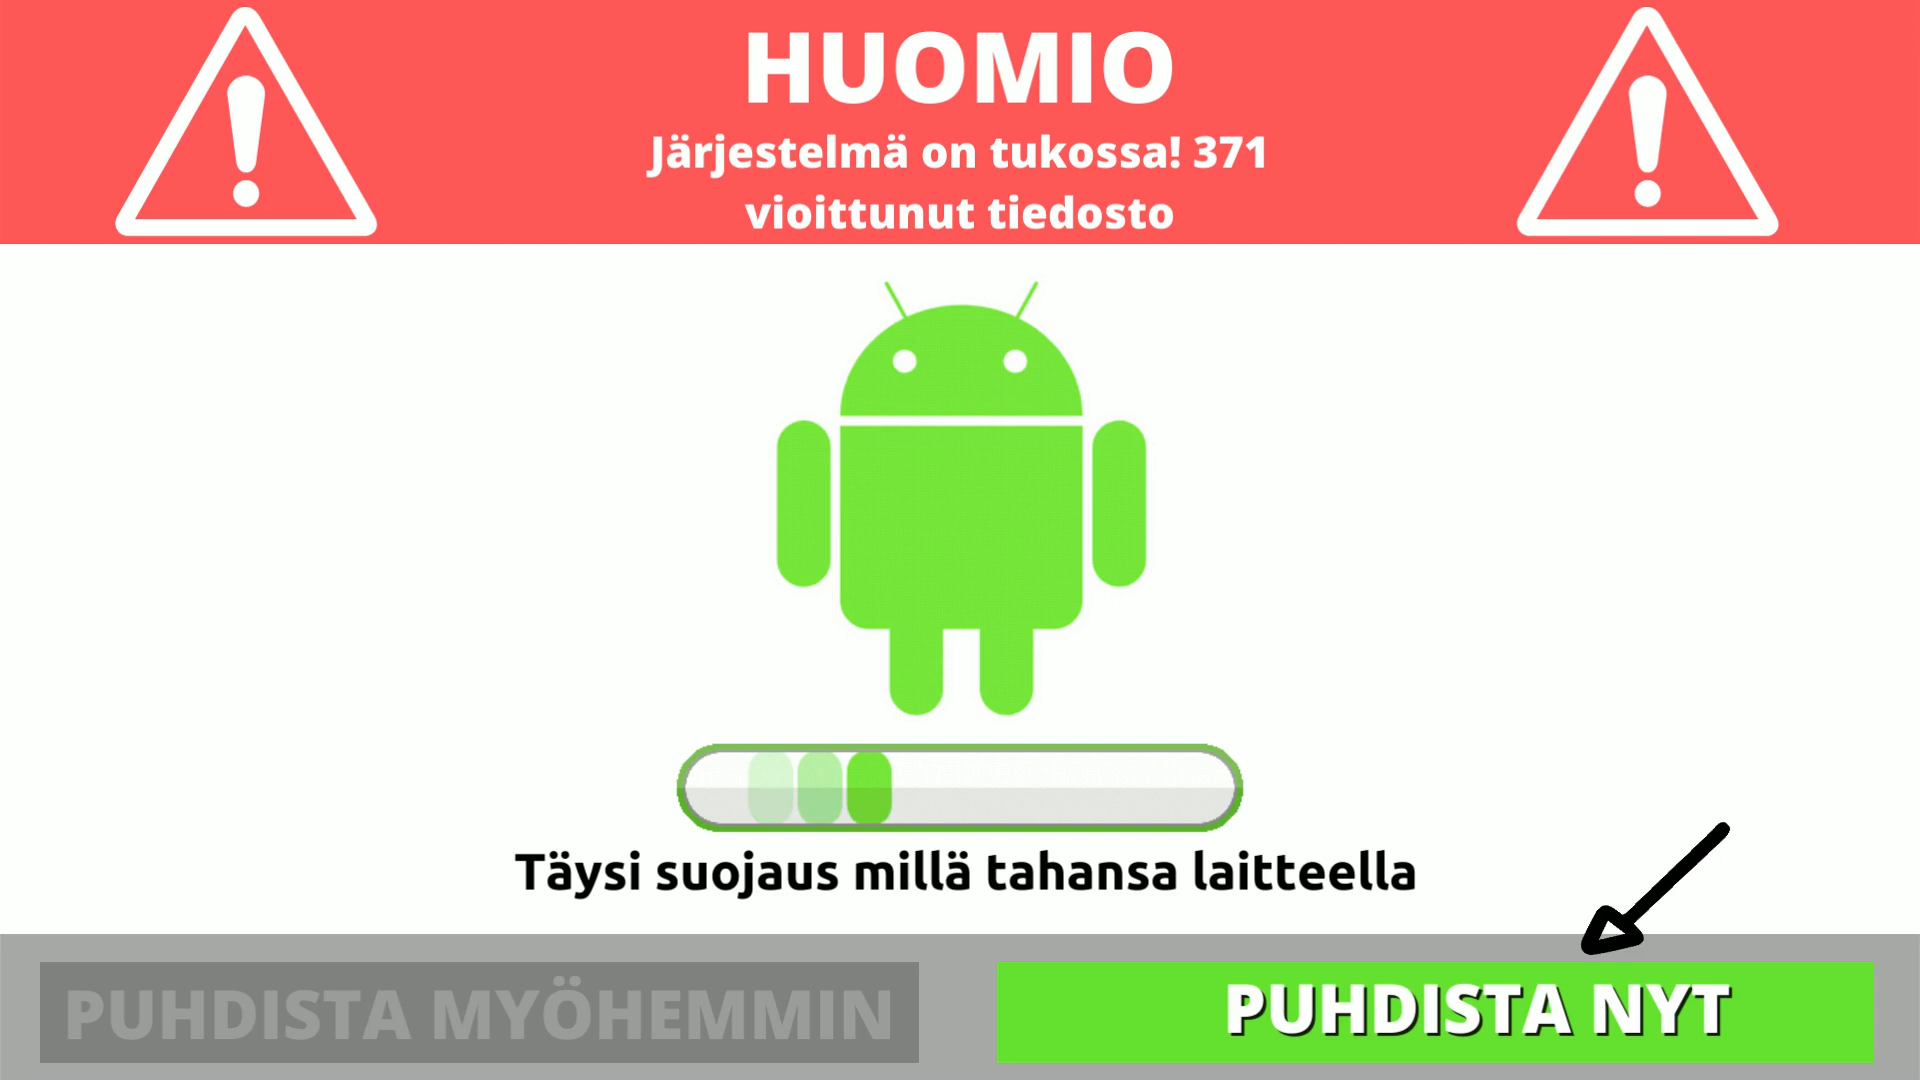 HUOMIO
Järjestelmä on tukossa! 371
vioittunut tiedosto
Täysi suojaus millä tahansa laitteella
PUHDISTA MYÖHEMMIN
PUHDISTA NYT